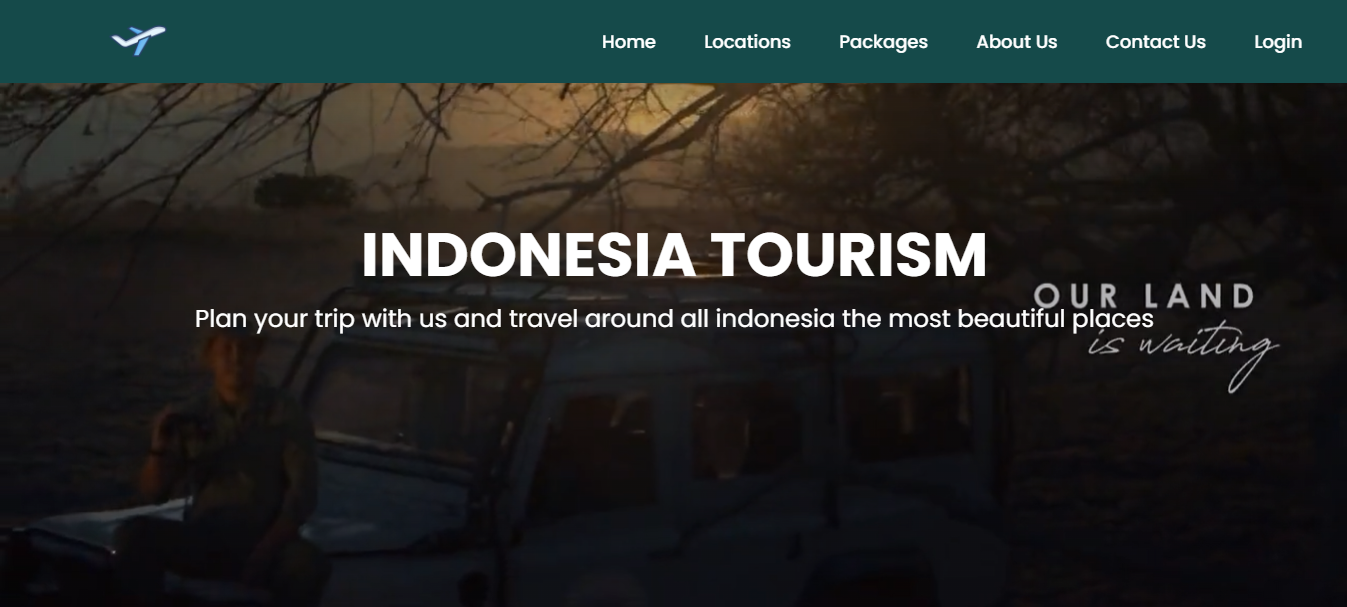 Home Locations Packages About Us Contact Us Login
INDONESIA TOURISM
OUR LAND
Plan your trip with us and travel around all indonesia the most beautiful places
is waiting